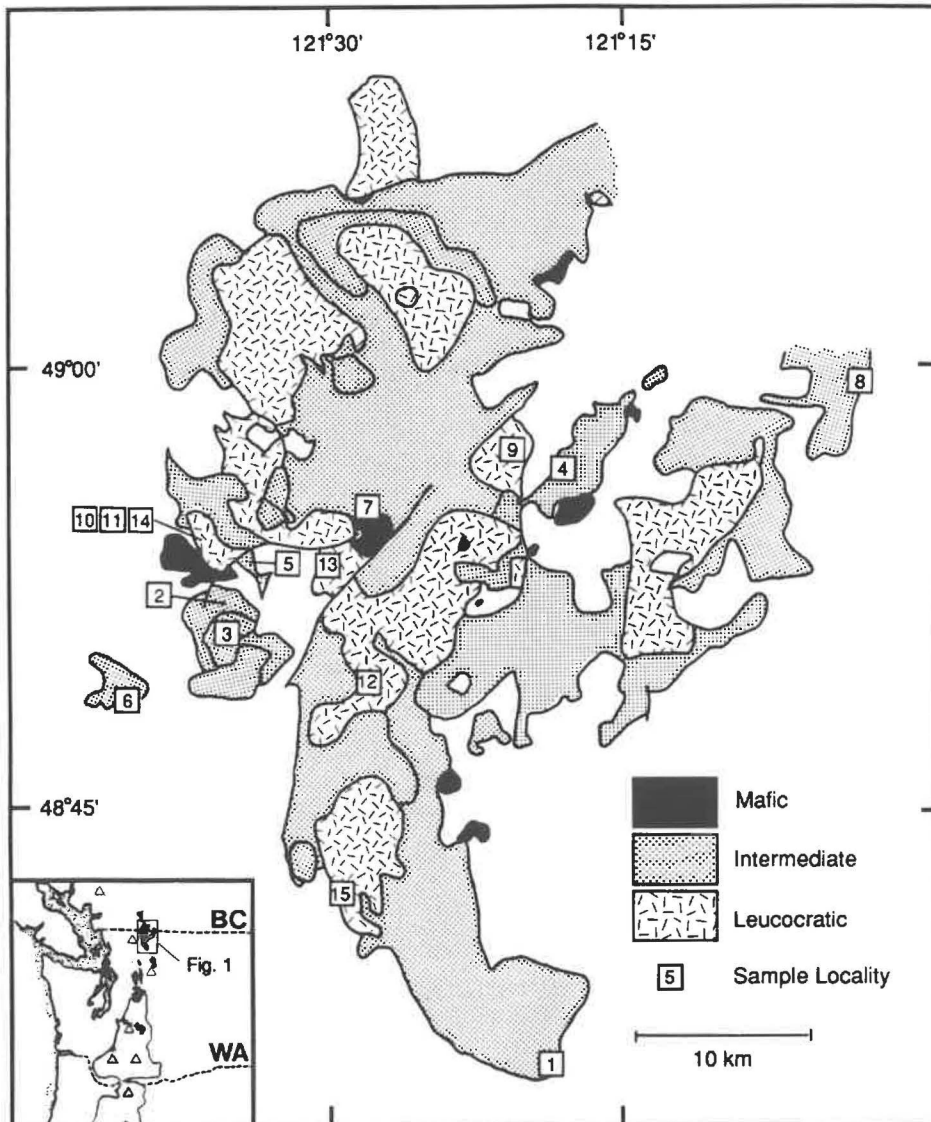 121°30' 121°15'
49°00'
8
9
4
7
10 11 14
5
13
2
3
12
6
48°45'
Mafic
Intermediate
Leucocratic
15
BC
Fig. 1
5 Sample Locality
WA
10 km
1